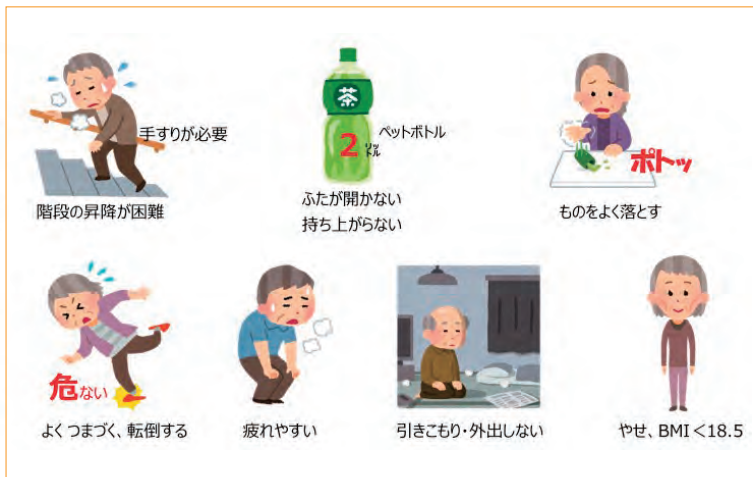 手すりが必要
階段の昇降が困難
茶
2リットル
ペットボトル
ふたが開かない
持ち上がらない
ポトッ
ものをよく落とす
危ない
よくつまづく、転倒する
疲れやすい
引きこもり・外出しない
やせ、BMI＜18.5